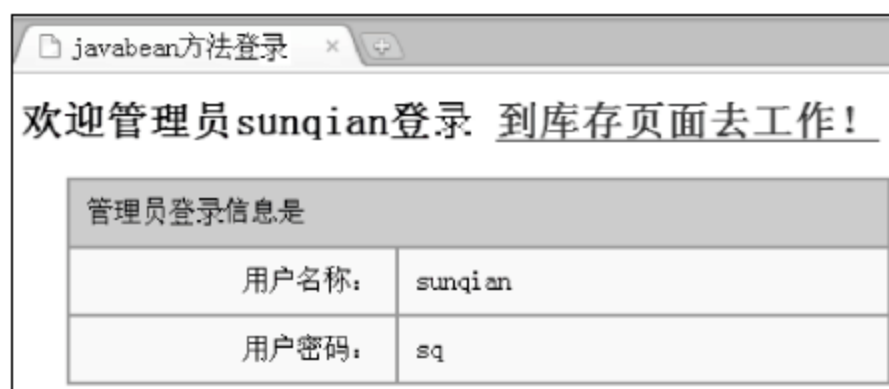 javabean方法登录
欢迎管理员sunqian登录 到库存页面去工作！
管理员登录信息是
用户名称： sunqian
用户密码： sq